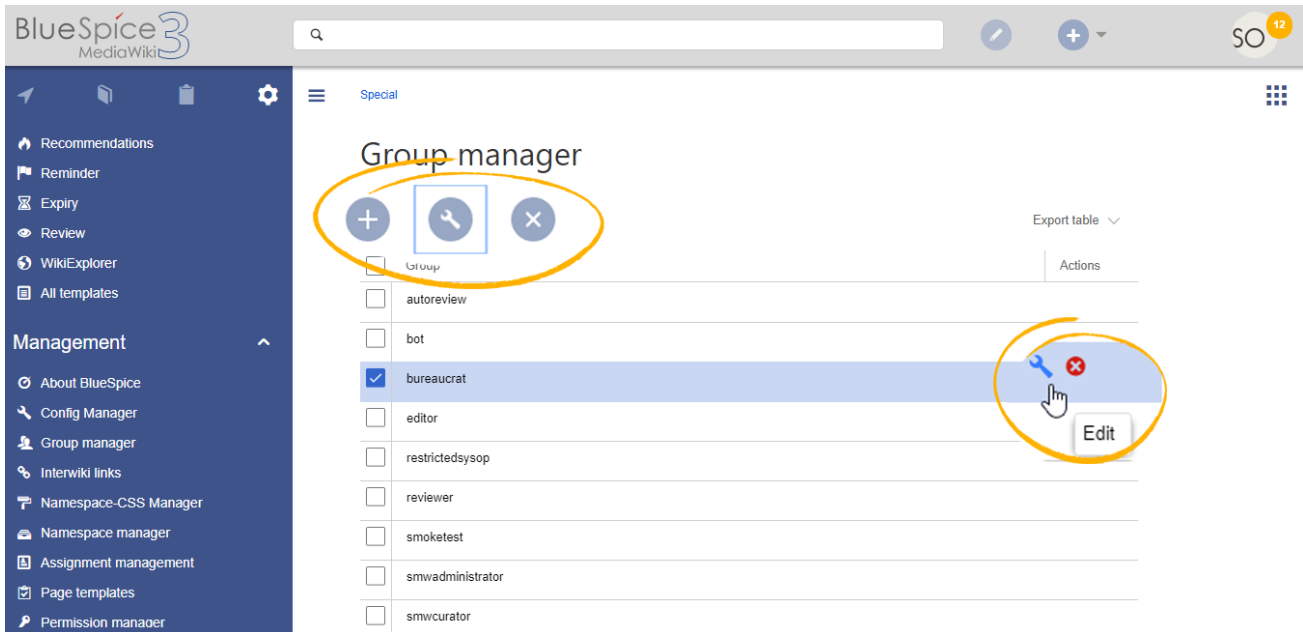 BlueSpice 3
MediaWiki
SO
12
Special
Recommendations
Reminder
Expiry
Review
WikiExplorer
All templates
Management
About BlueSpice
Config Manager
Group manager
Interwiki links
Namespace-CSS Manager
Namespace manager
Assignment management
Page templates
Permission manager
Group manager
Export table
Group
Actions
autoreview
bot
bureaucrat
editor
Edit
restrictedsysop
reviewer
smoketest
smwadministrator
smwcurator